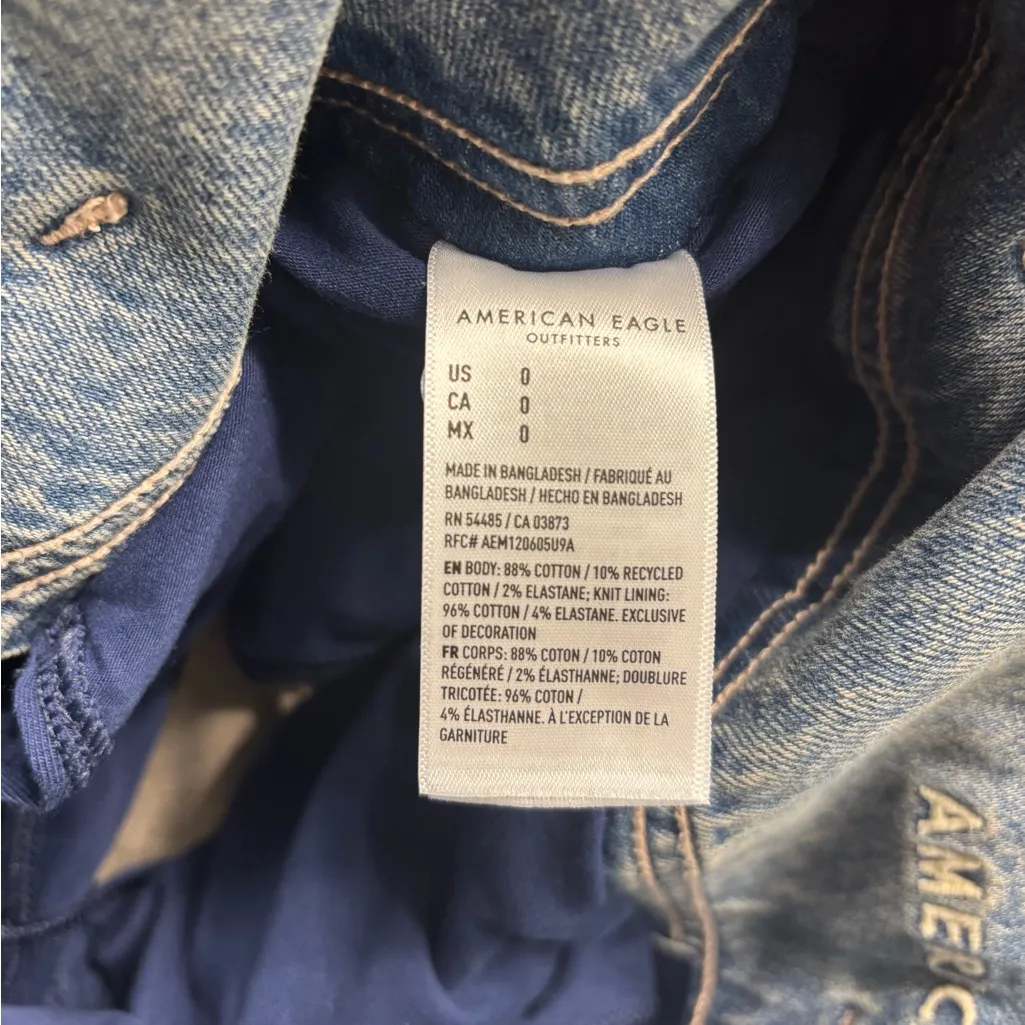 AMERICAN EAGLE
OUTFITTERS
US 0
CA 0
MX 0
MADE IN BANGLADESH / FABRIQUÉ AU
BANGLADESH / HECHO EN BANGLADESH
RN 54485 / CA 03873
RFC# AEM120605U9A
EN BODY: 88% COTTON / 10% RECYCLED
COTTON / 2% ELASTANE; KNIT LINING:
96% COTTON / 4% ELASTANE. EXCLUSIVE
OF DECORATION
FR CORPS: 88% COTON / 10% COTON
RÉGÉNÉRÉ / 2% ÉLASTHANNE; DOUBLURE
TRICOTÉE: 96% COTON /
4% ÉLASTHANNE. À L'EXCEPTION DE LA
GARNITURE
AMERIC